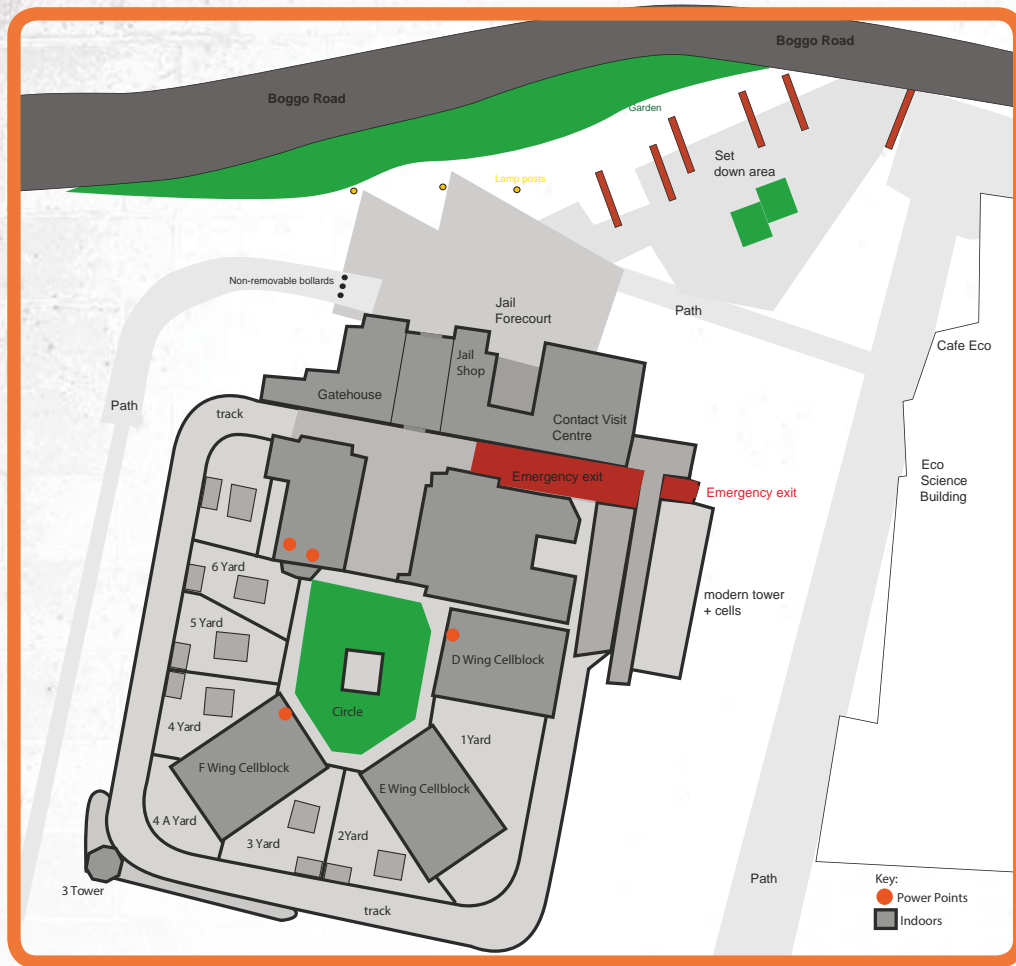 Boggo Road
Boggo Road
Garden
Set
down area
Lamp posts
Non-removable bollards
Jail
Forecourt
Path
Cafe Eco
Jail
Shop
Gatehouse
Path
track
Contact Visit
Centre
Emergency exit
Emergency exit
Eco
Science
Building
6 Yard
modern tower
+ cells
5 Yard
D Wing Cellblock
Circle
4 Yard
1Yard
F Wing Cellblock
E Wing Cellblock
4 A Yard
3 Yard
2Yard
3 Tower
track
Path
Key:
Power Points
Indoors